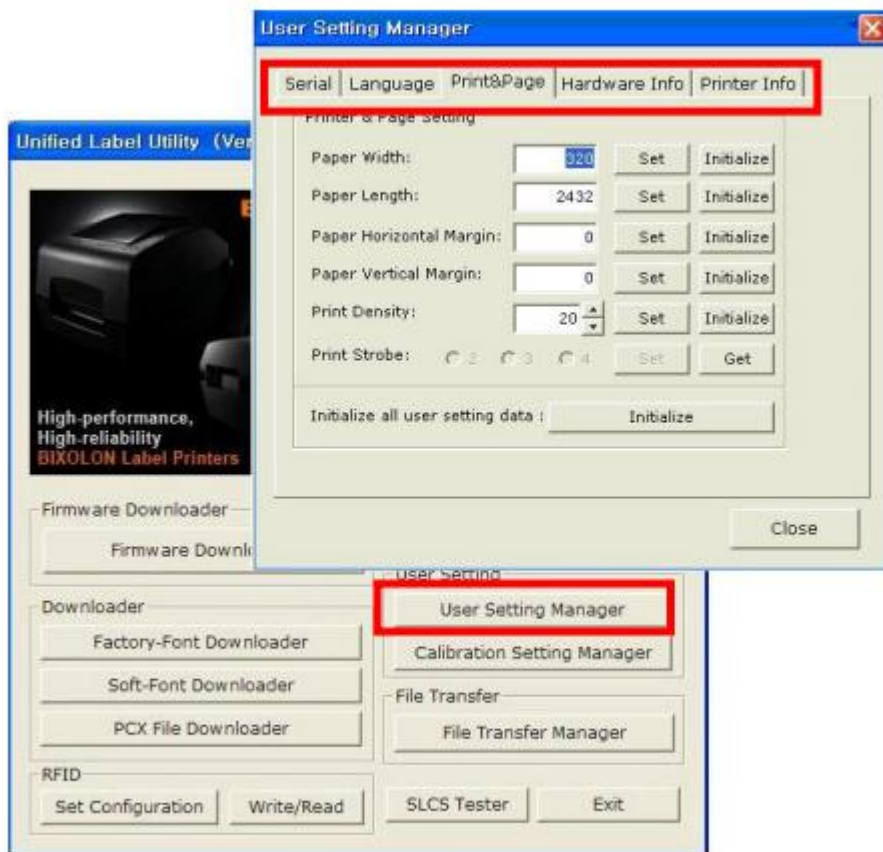 User Setting Manager
Serial Language Print&Page Hardware Info Printer Info
Printer & Page Setting
Paper Width: 320 Set Initialize
Paper Length: 2432 Set Initialize
Paper Horizontal Margin: 0 Set Initialize
Paper Vertical Margin: 0 Set Initialize
Print Density: 20 Set Initialize
Print Strobe: 2 3 4 Set Get
Initialize all user setting data : Initialize
Close
Unified Label Utility (Ver
High-performance,
High-reliability
BIXOLON Label Printers
Firmware Downloader
Firmware Downl
Downloader
Factory-Font Downloader
Soft-Font Downloader
PCX File Downloader
RFID
Set Configuration Write/Read
User Setting
User Setting Manager
Calibration Setting Manager
File Transfer
File Transfer Manager
SLCS Tester Exit